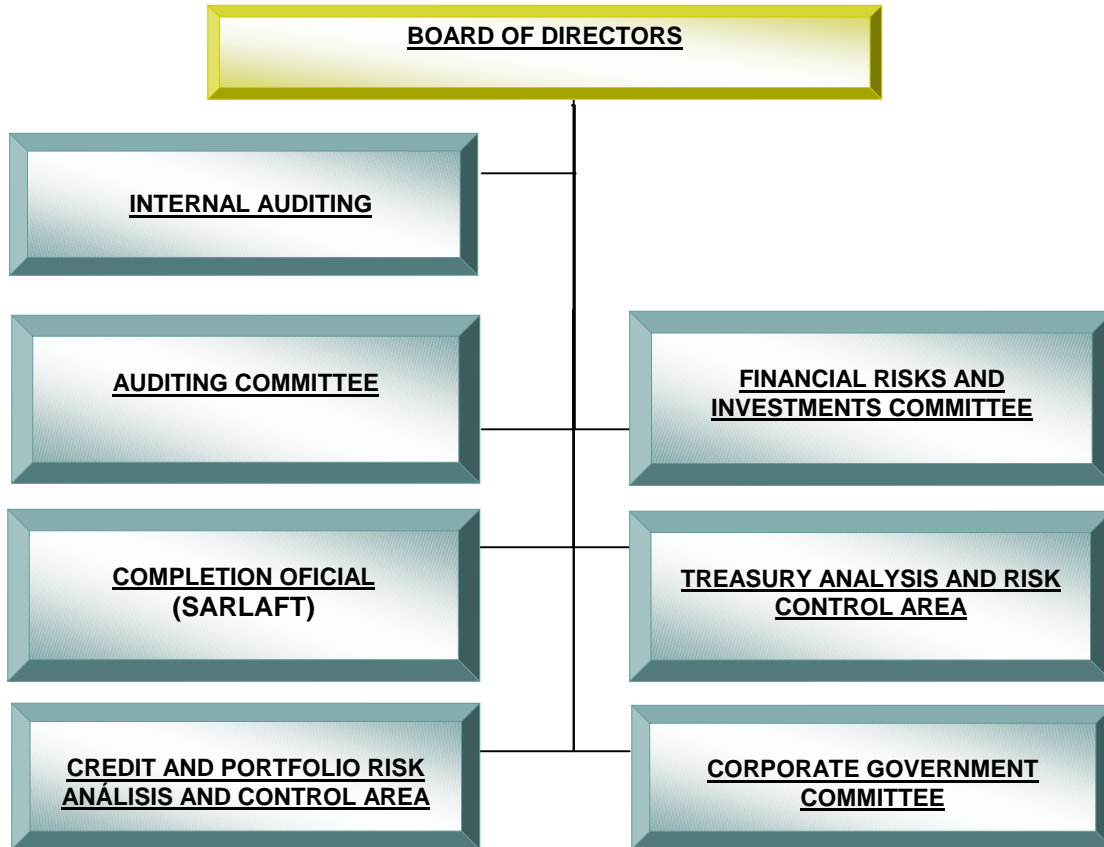 BOARD OF DIRECTORS
INTERNAL AUDITING
AUDITING COMMITTEE
FINANCIAL RISKS AND
INVESTMENTS COMMITTEE
COMPLETION OFICIAL
(SARLAFT)
TREASURY ANALYSIS AND RISK
CONTROL AREA
CREDIT AND PORTFOLIO RISK
ANÁLISIS AND CONTROL AREA
CORPORATE GOVERNMENT
COMMITTEE